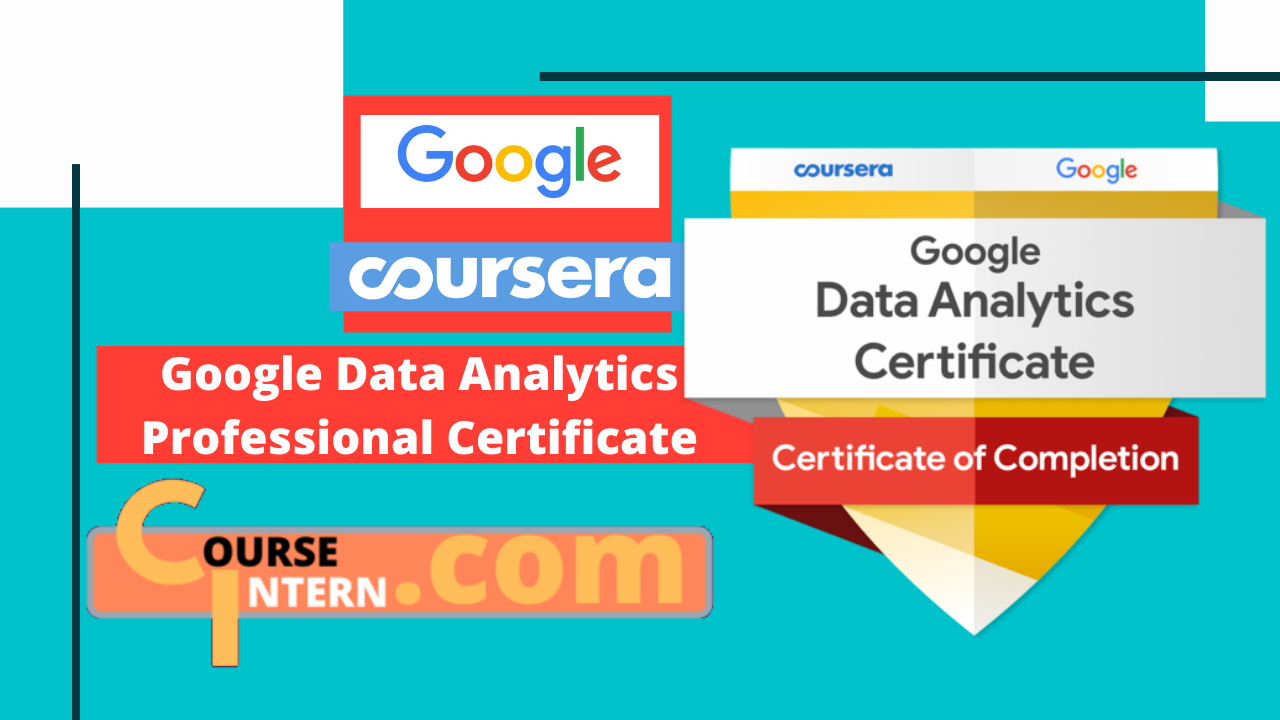 Google
coursera
Google Data Analytics
Professional Certificate
COURSE
INTERN.com
coursera Google
Google
Data Analytics
Certificate
Certificate of Completion